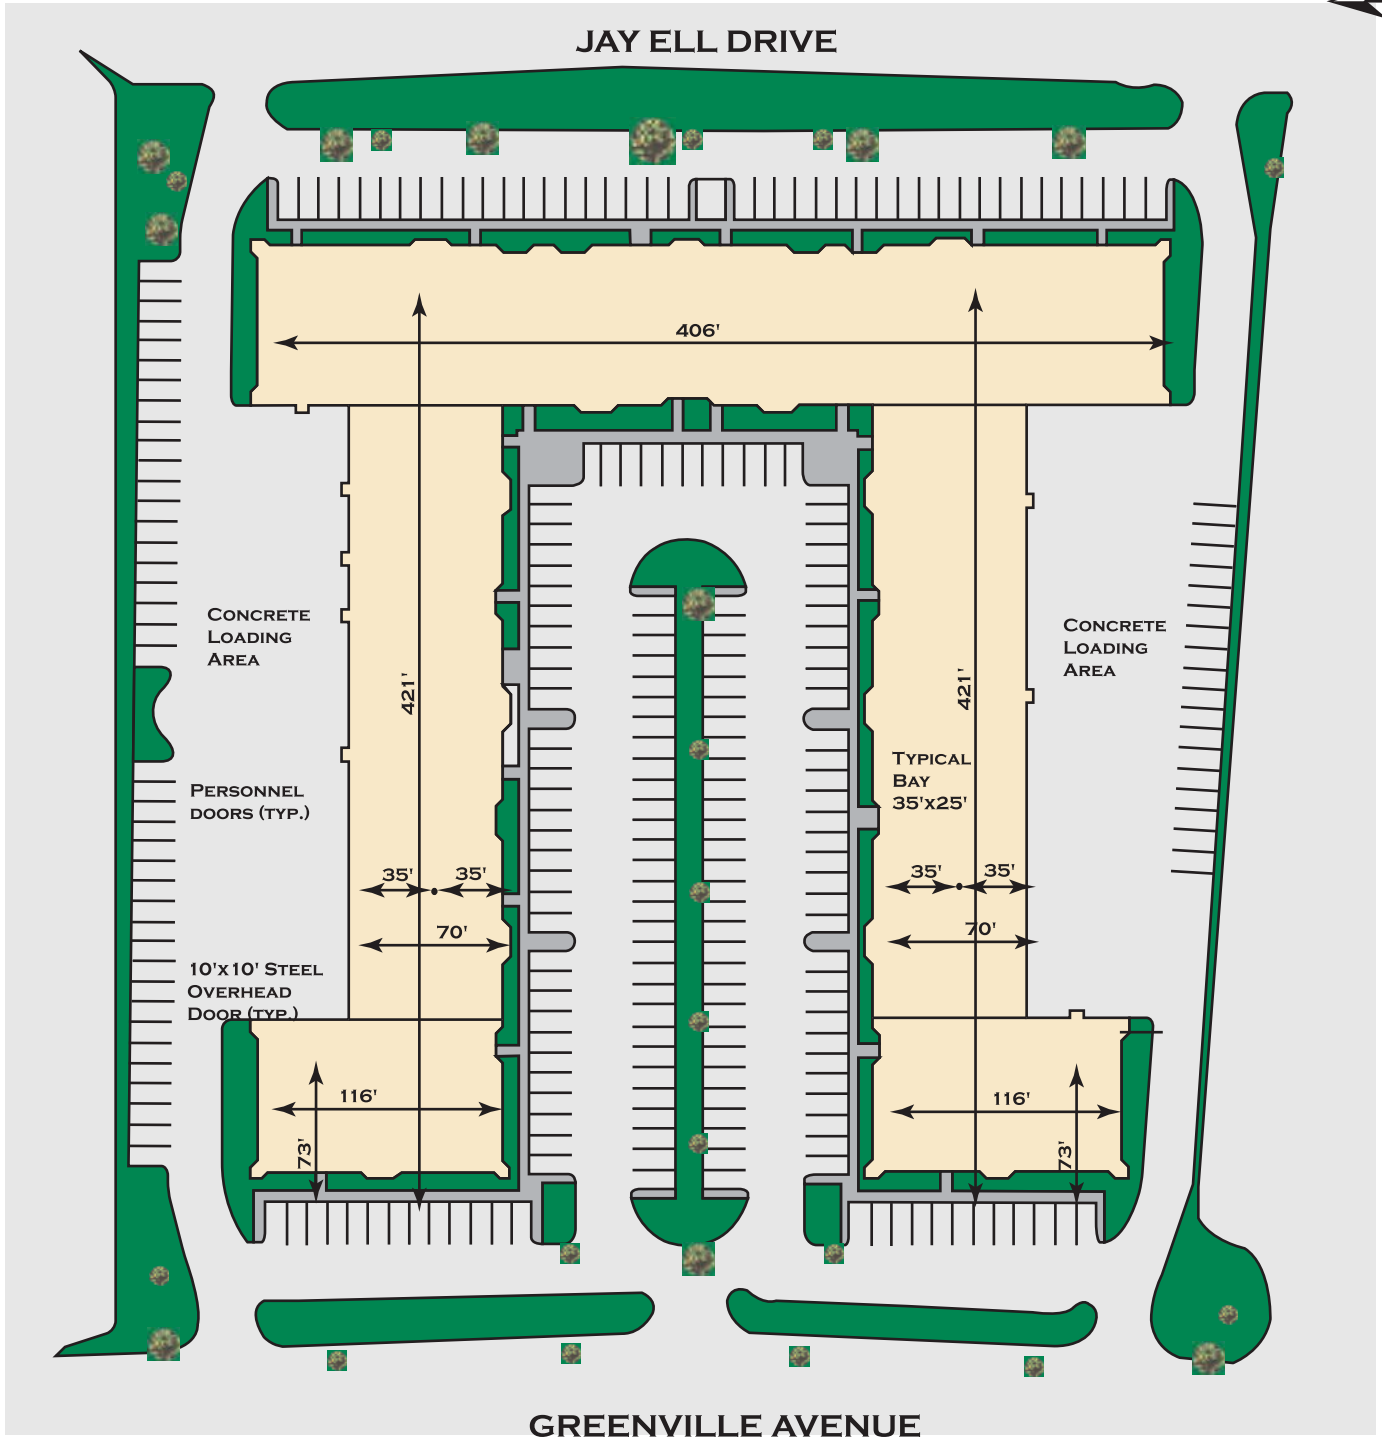 JAY ELL DRIVE
406'
CONCRETE
LOADING
AREA
421'
421'
CONCRETE
LOADING
AREA
TYPICAL
BAY
35'X25'
PERSONNEL
DOORS (TYP.)
35'
35'
35'
35'
70'
70'
10'X10' STEEL
OVERHEAD
DOOR (TYP.)
116'
73'
116'
73'
GREENVILLE AVENUE